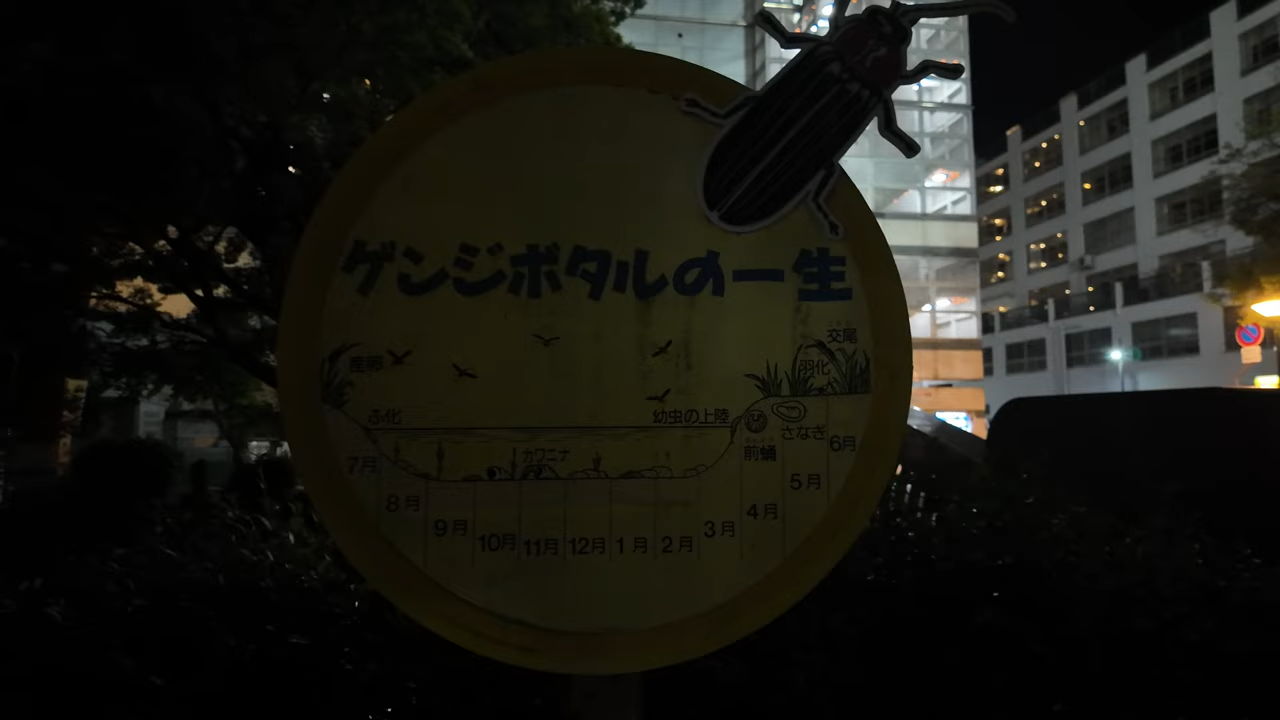 ゲンジボタルの一生
交尾
産卵
羽化
ふ化
幼虫の上陸
さなぎ
カワニナ
前蛹
7月
8月
9月
10月
11月
12月
1月
2月
3月
4月
5月
6月